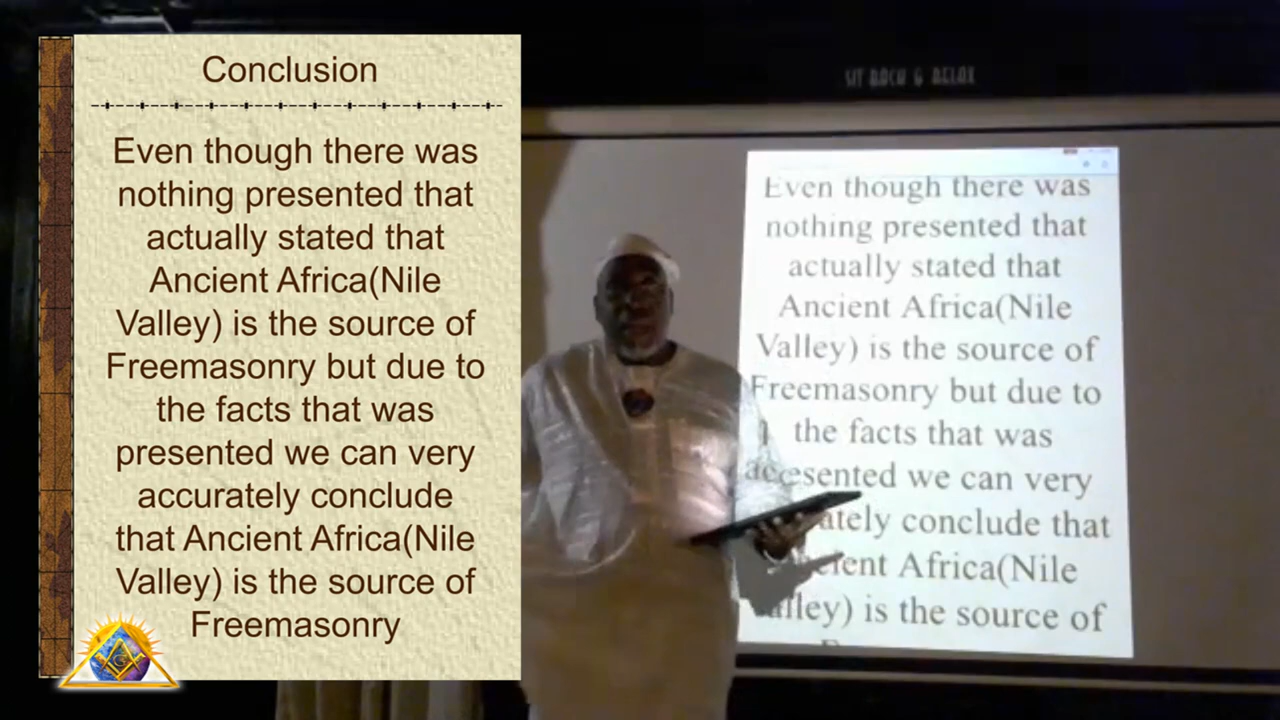 Conclusion
Even though there was
nothing presented that
actually stated that
Ancient Africa(Nile
Valley) is the source of
Freemasonry but due to
the facts that was
presented we can very
accurately conclude
that Ancient Africa(Nile
Valley) is the source of
Freemasonry
G
SIT BACK & RELAX
Even though there was
nothing presented that
actually stated that
Ancient Africa(Nile
Valley) is the source of
Freemasonry but due to
the facts that was
we can very
conclude that
Africa(Nile
is the source of